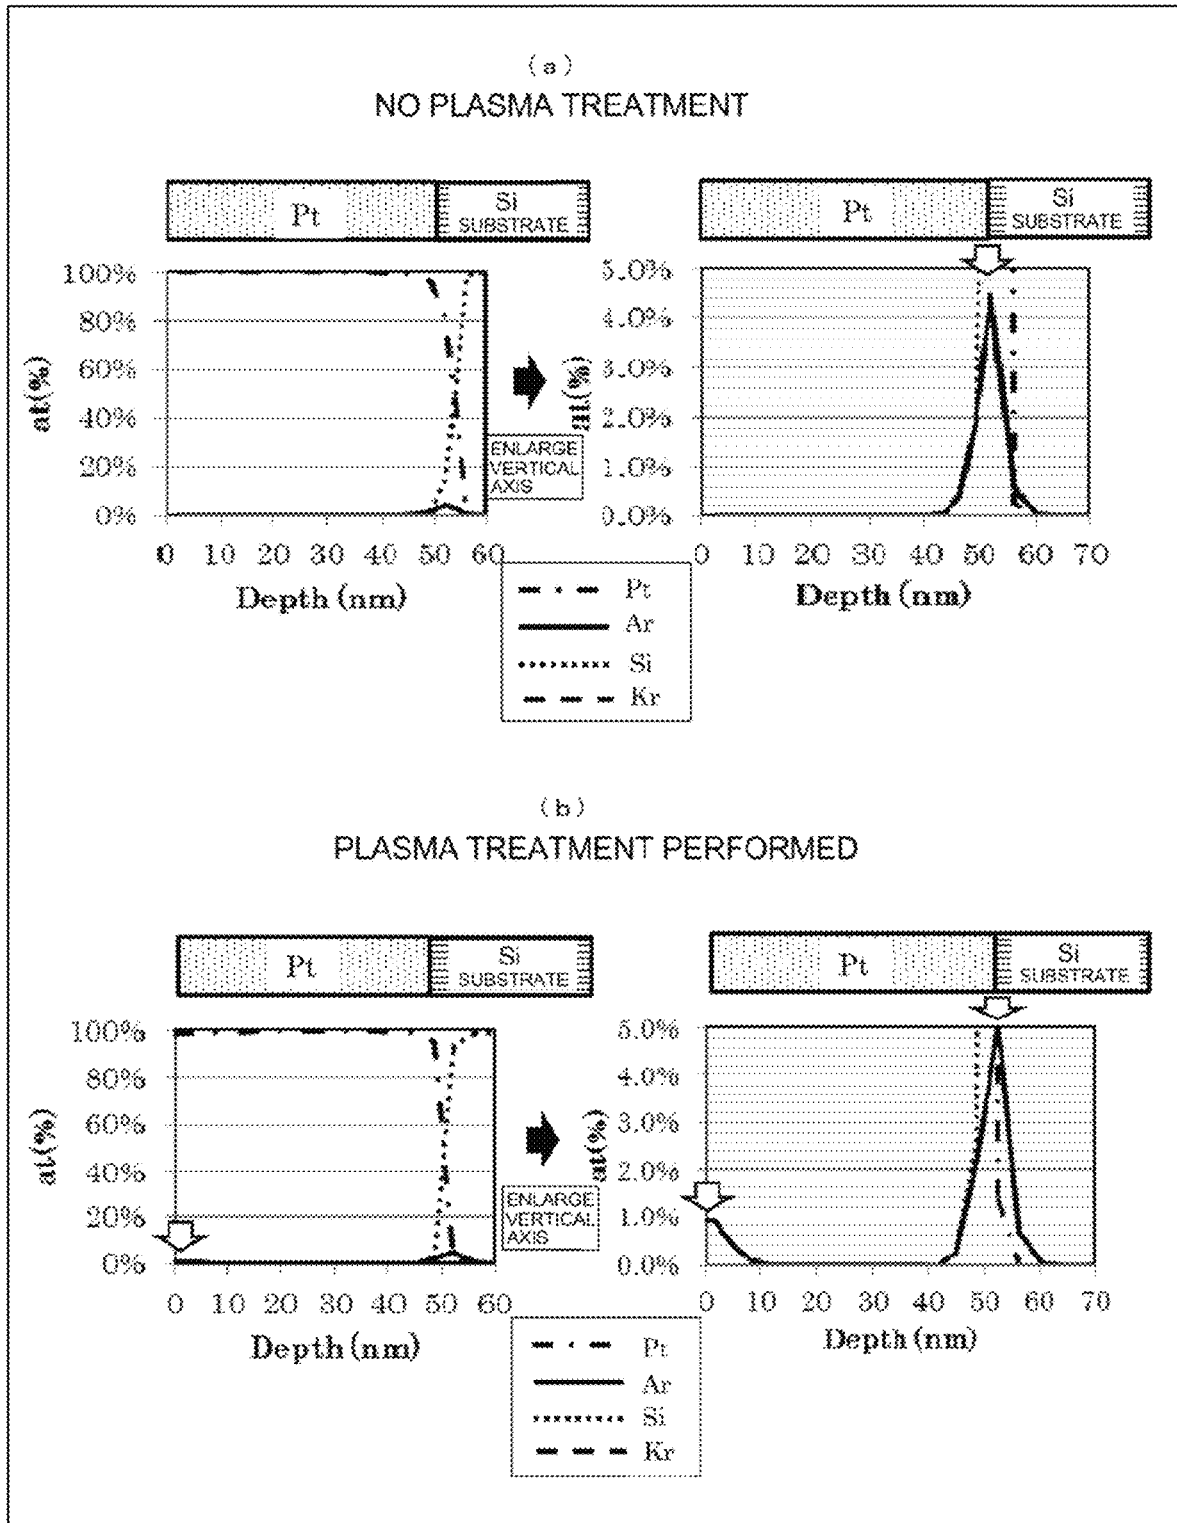 (a)
NO PLASMA TREATMENT
Pt
Si
SUBSTRATE
Pt
Si
SUBSTRATE
100%
80%
60%
40%
20%
0%
at(%)
0 10 20 30 40 50 60
Depth (nm)
ENLARGE
VERTICAL
AXIS
5.0%
4.0%
3.0%
2.0%
1.0%
0.0%
at(%)
0 10 20 30 40 50 60 70
Depth (nm)
Pt
Ar
Si
Kr
(b)
PLASMA TREATMENT PERFORMED
Pt
Si
SUBSTRATE
Pt
Si
SUBSTRATE
100%
80%
60%
40%
20%
0%
at(%)
0 10 20 30 40 50 60
Depth (nm)
ENLARGE
VERTICAL
AXIS
5.0%
4.0%
3.0%
2.0%
1.0%
0.0%
at(%)
0 10 20 30 40 50 60 70
Depth (nm)
Pt
Ar
Si
Kr